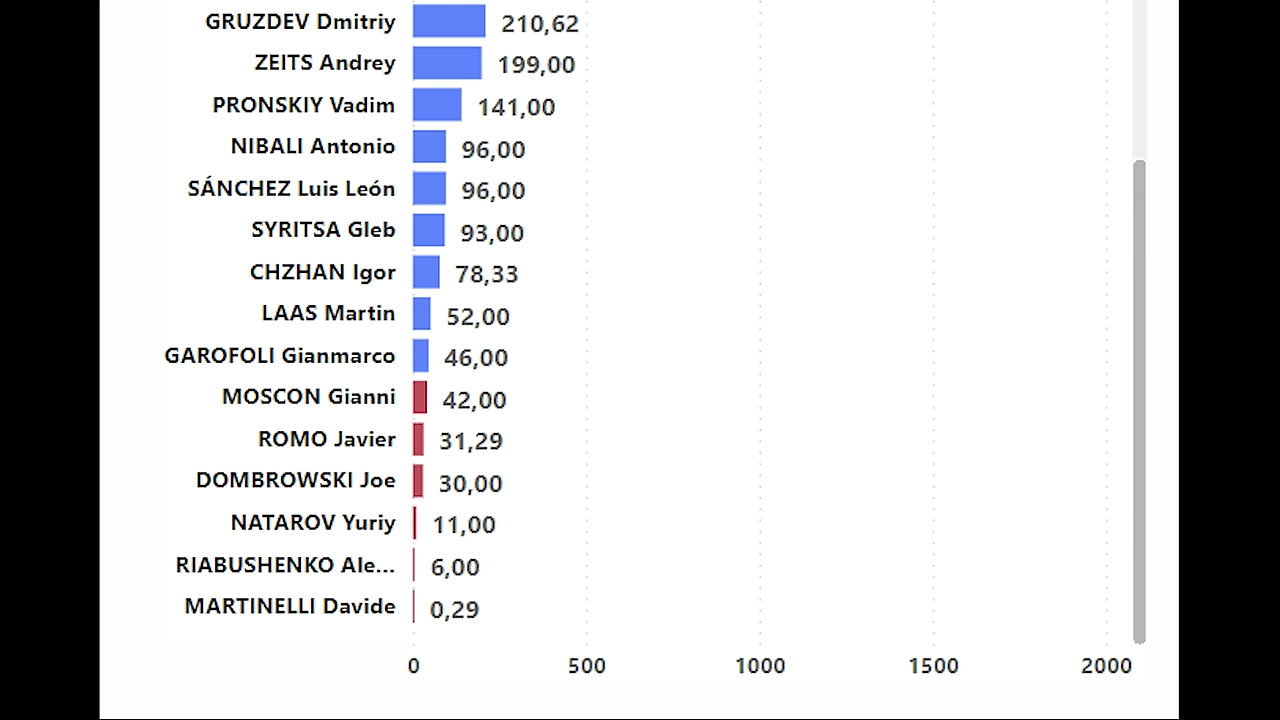 GRUZDEV Dmitriy 210,62
ZEITS Andrey 199,00
PRONSKIY Vadim 141,00
NIBALI Antonio 96,00
SÁNCHEZ Luis León 96,00
SYRITSA Gleb 93,00
CHZHAN Igor 78,33
LAAS Martin 52,00
GAROFOLI Gianmarco 46,00
MOSCON Gianni 42,00
ROMO Javier 31,29
DOMBROWSKI Joe 30,00
NATAROV Yuriy 11,00
RIABUSHENKO Ale... 6,00
MARTINELLI Davide 0,29
0 500 1000 1500 2000